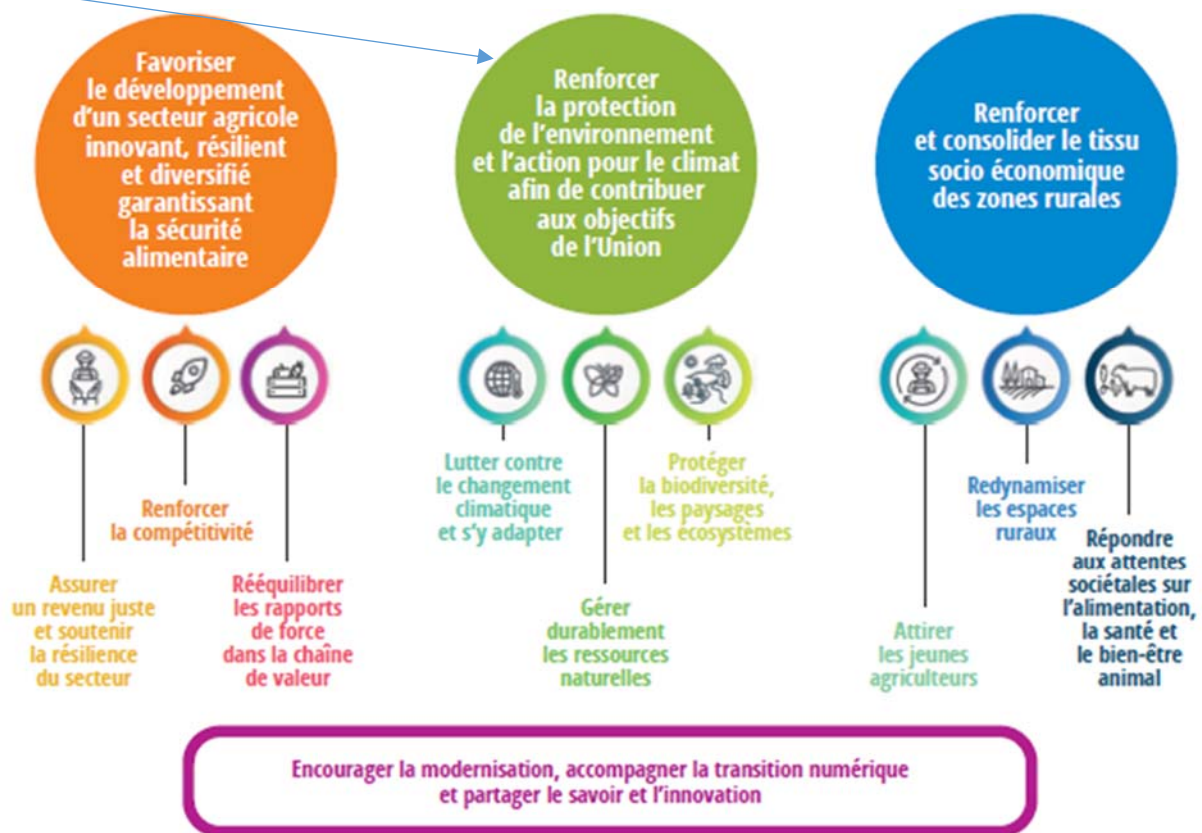 Favoriser
le développement
d'un secteur agricole
innovant, résilient
et diversifié
garantissant
la sécurité
alimentaire
Renforcer
la protection
de l'environnement
et l'action pour le climat
afin de contribuer
aux objectifs
de l'Union
Renforcer
et consolider le tissu
socio économique
des zones rurales
Assurer
un revenu juste
et soutenir
la résilience
du secteur
Renforcer
la compétitivité
Rééquilibrer
les rapports
de force
dans la chaîne
de valeur
Lutter contre
le changement
climatique
et s'y adapter
Gérer
durablement
les ressources
naturelles
Protéger
la biodiversité,
les paysages
et les écosystèmes
Attirer
les jeunes
agriculteurs
Redynamiser
les espaces
ruraux
Répondre
aux attentes
sociétales sur
l'alimentation,
la santé et
le bien-être
animal
Encourager la modernisation, accompagner la transition numérique
et partager le savoir et l'innovation